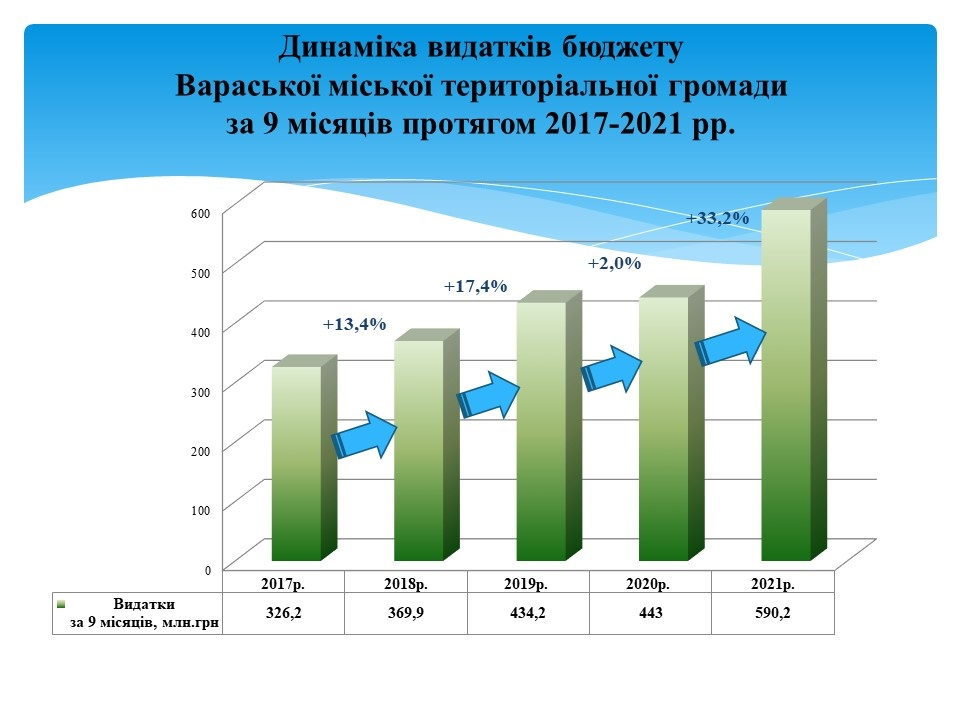 Динаміка видатків бюджету
Вараської міської територіальної громади
за 9 місяців протягом 2017-2021 рр.
600
500
400
300
200
100
0
+13,4%
+17,4%
+2,0%
+33,2%
2017р. 2018р. 2019р. 2020р. 2021р.
Видатки
за 9 місяців, млн.грн
326,2 369,9 434,2 443 590,2